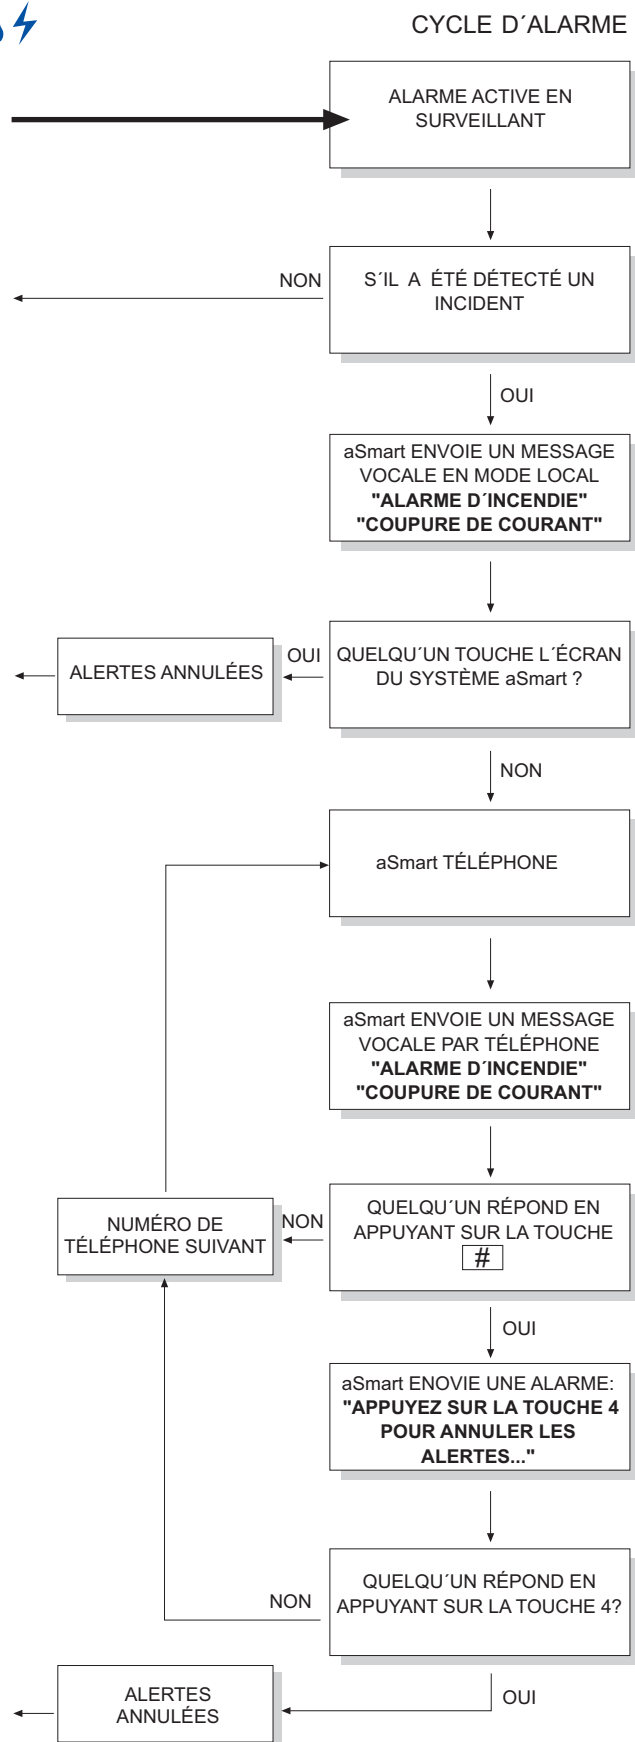 CYCLE D´ALARME
ALARME ACTIVE EN
SURVEILLANT
NON
S´IL A ÉTÉ DÉTECTÉ UN
INCIDENT
OUI
aSmart ENVOIE UN MESSAGE
VOCALE EN MODE LOCAL
"ALARME D´INCENDIE"
"COUPURE DE COURANT"
ALERTES ANNULÉES
OUI
QUELQU´UN TOUCHE L´ÉCRAN
DU SYSTÈME aSmart ?
NON
aSmart TÉLÉPHONE
aSmart ENVOIE UN MESSAGE
VOCALE PAR TÉLÉPHONE
"ALARME D´INCENDIE"
"COUPURE DE COURANT"
NUMÉRO DE
TÉLÉPHONE SUIVANT
NON
QUELQU´UN RÉPOND EN
APPUYANT SUR LA TOUCHE
#
OUI
aSmart ENOVIE UNE ALARME:
"APPUYEZ SUR LA TOUCHE 4
POUR ANNULER LES
ALERTES..."
NON
QUELQU´UN RÉPOND EN
APPUYANT SUR LA TOUCHE 4?
OUI
ALERTES
ANNULÉES